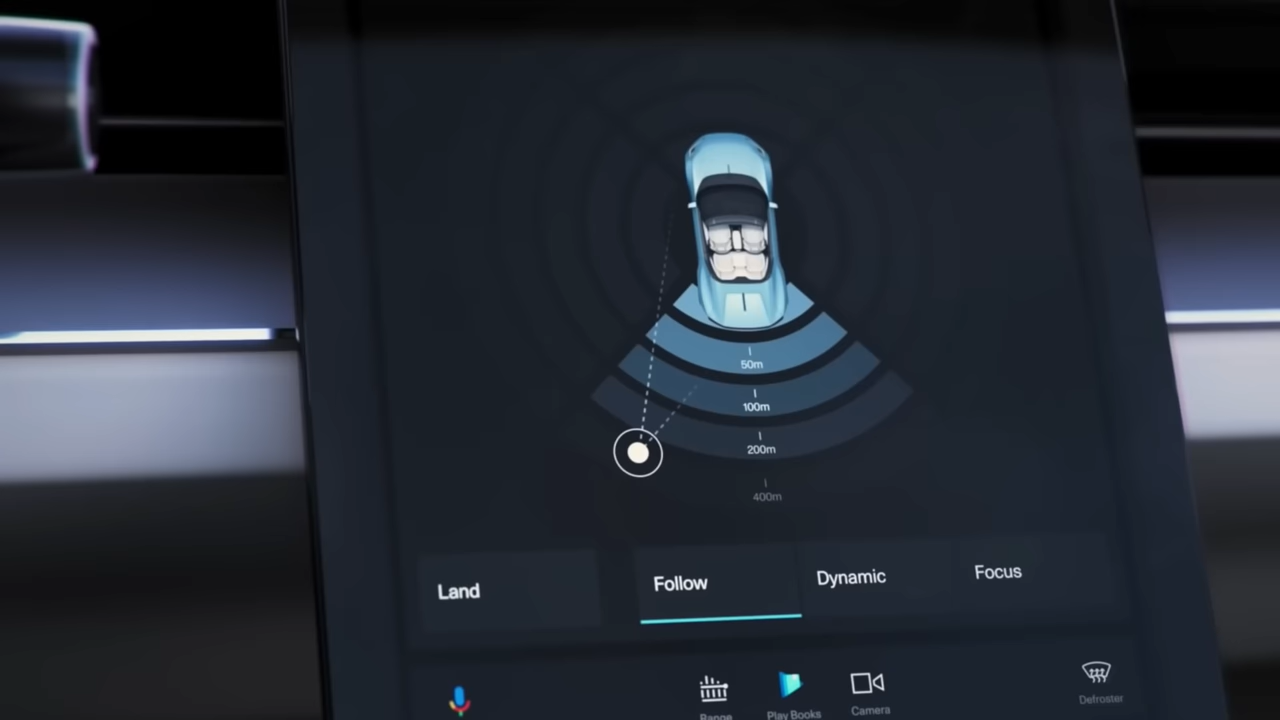 50m
100m
200m
400m
Land
Follow
Dynamic
Focus
Range
Play Books
Camera
Defroster